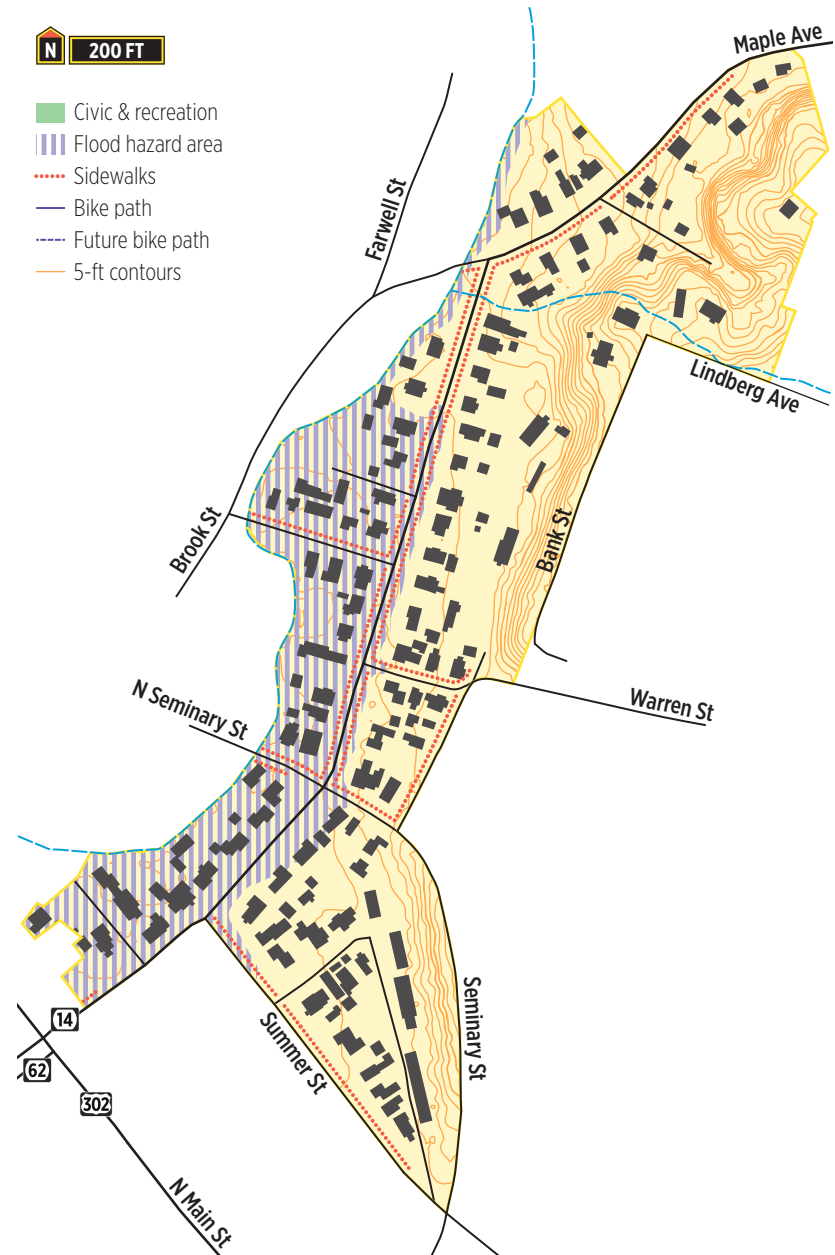 N 200 FT
Civic & recreation
Flood hazard area
Sidewalks
Bike path
Future bike path
5-ft contours
Maple Ave
Farwell St
Lindberg Ave
Brook St
Bank St
N Seminary St
Warren St
Summer St
Seminary St
14
62
302
N Main St